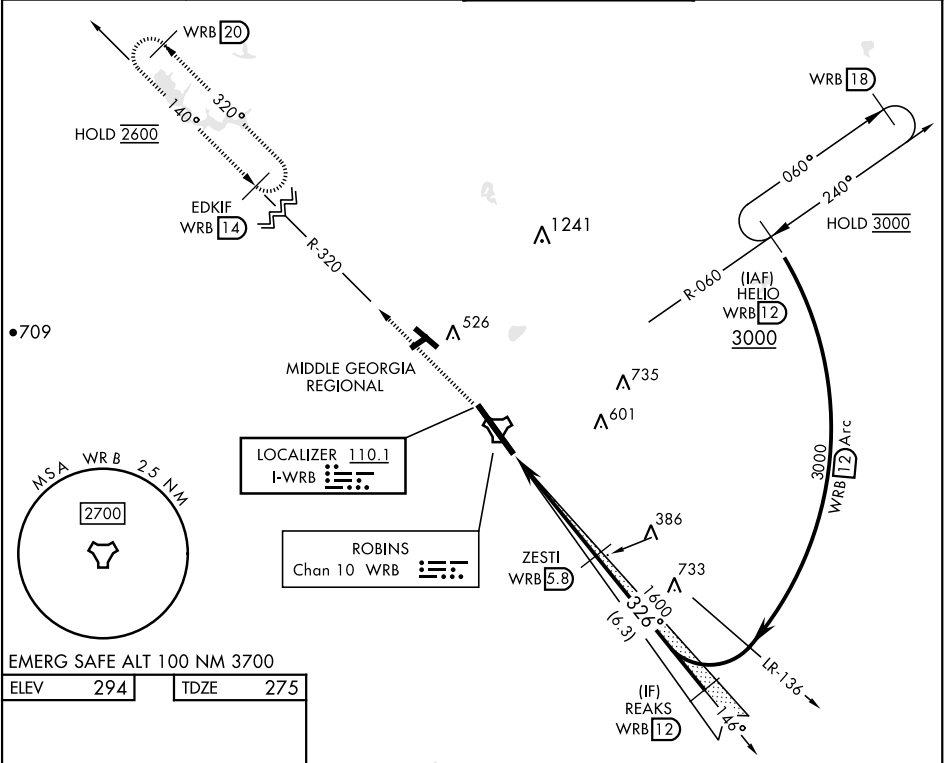 WRB 20
WRB 18
140°
320°
HOLD 2600
060°
240°
EDKIF
WRB 14
HOLD 3000
1241
R-320
R-060
(IAF)
HELIO
WRB 12
3000
709
526
MIDDLE GEORGIA
REGIONAL
735
601
LOCALIZER 110.1
I-WRB
3000
WRB 12 Arc
MSA WRB 25 NM
2700
ROBINS
Chan 10 WRB
386
ZESTI
WRB 5.8
733
1600
326°
(6.3)
LR-136
EMERG SAFE ALT 100 NM 3700
ELEV 294
TDZE 275
(IF)
REAKS
WRB 12
146°